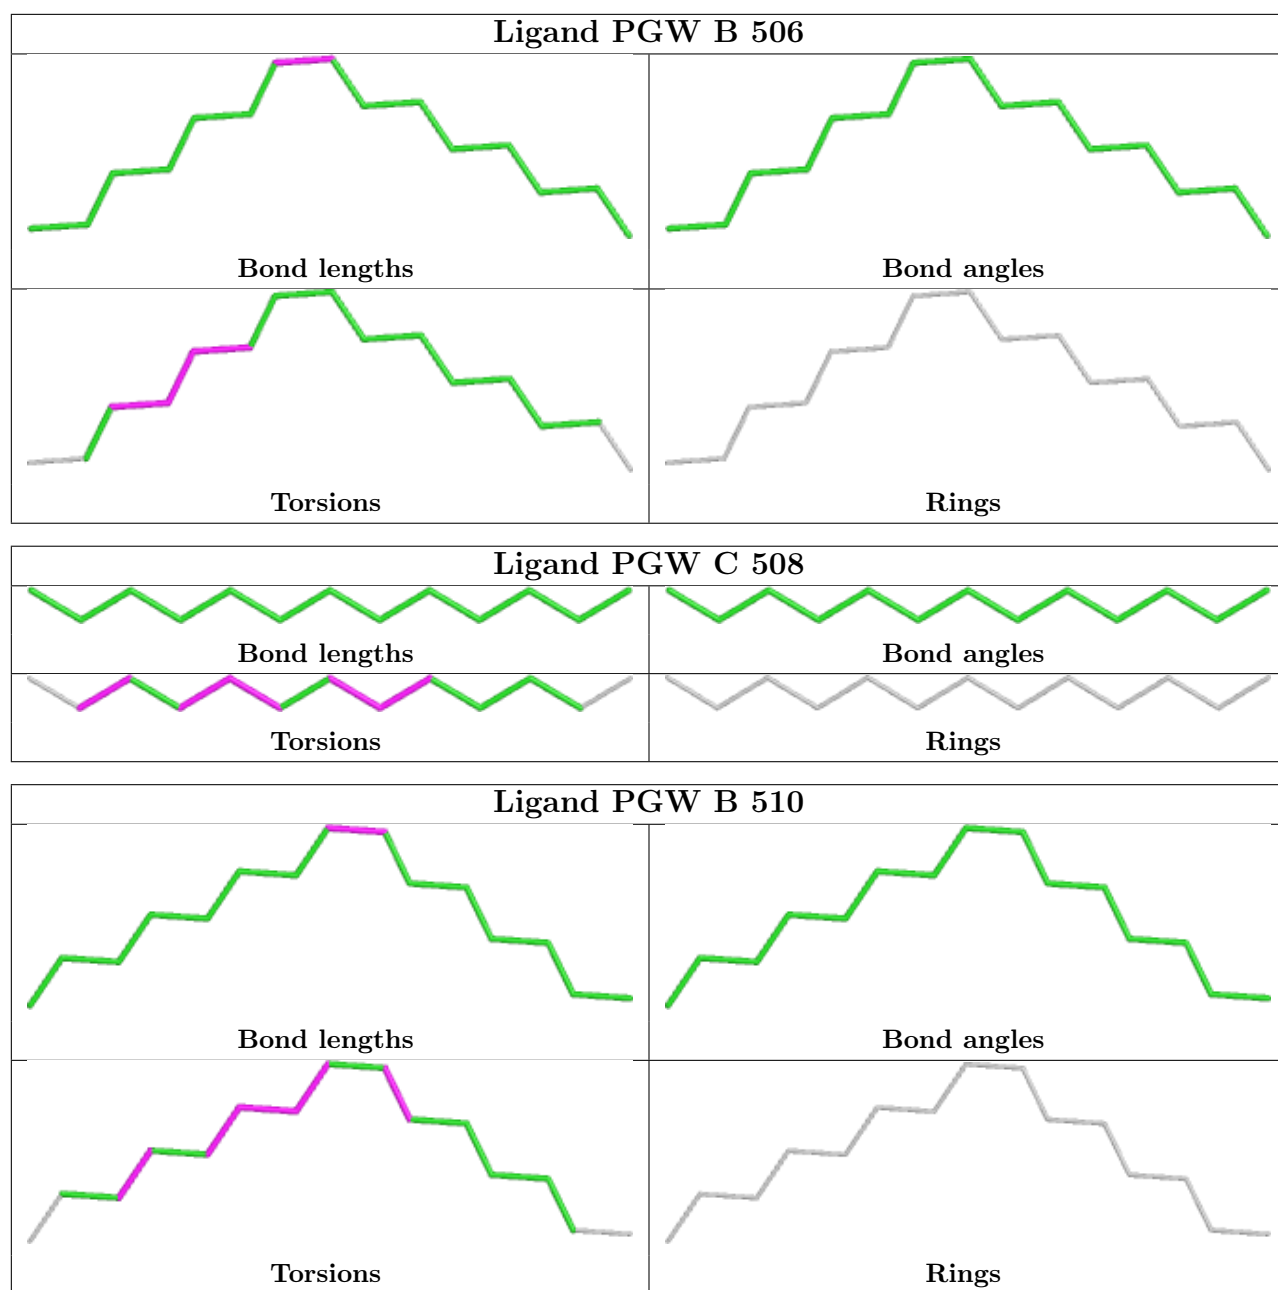 Ligand PGW B 506
Bond lengths
Bond angles
Torsions
Rings
Ligand PGW C 508
Bond lengths
Bond angles
Torsions
Rings
Ligand PGW B 510
Bond lengths
Bond angles
Torsions
Rings